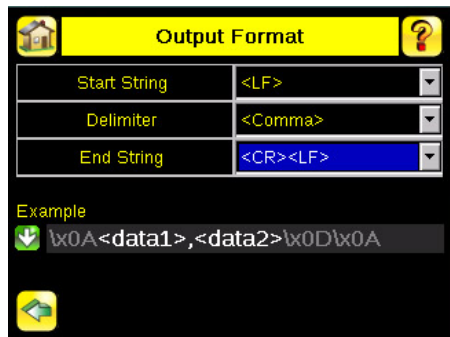 Output Format
?
Start String <LF>
Delimiter <Comma>
End String <CR><LF>
Example
\x0A<data1>,<data2>\x0D\x0A